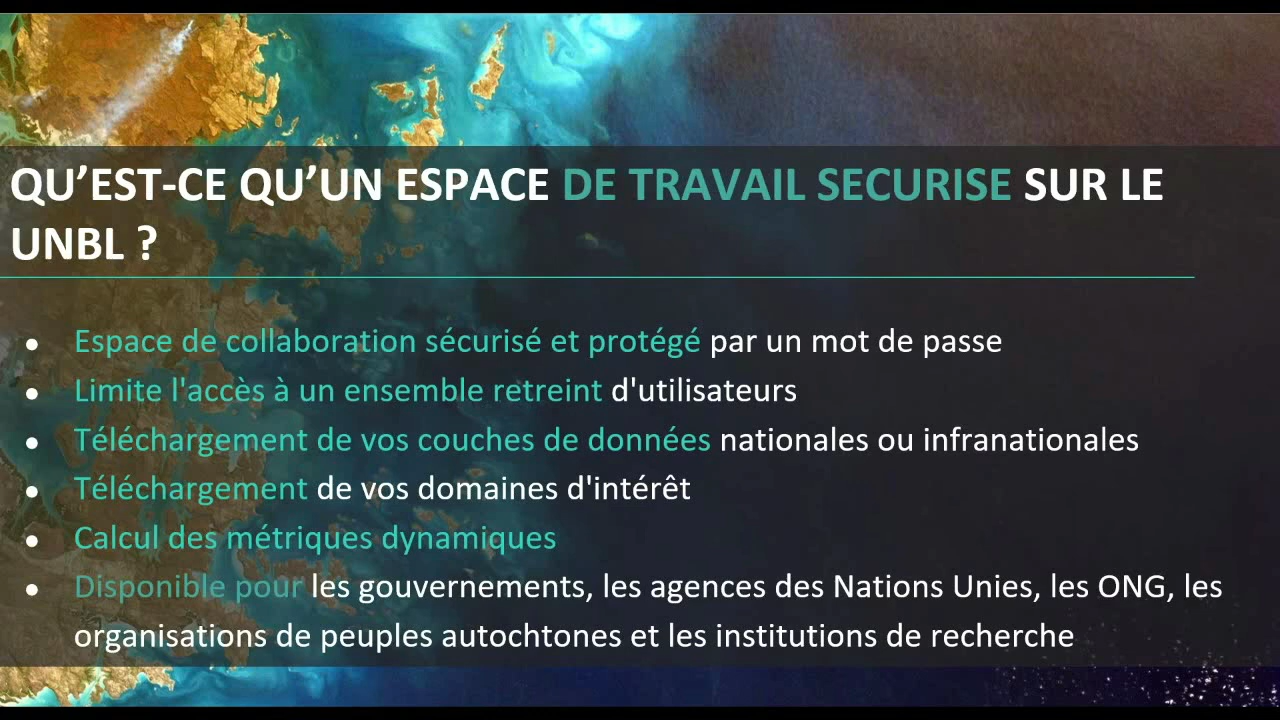 QU’EST-CE QU’UN ESPACE DE TRAVAIL SECURISE SUR LE
UNBL ?
● Espace de collaboration sécurisé et protégé par un mot de passe
● Limite l'accès à un ensemble retreint d'utilisateurs
● Téléchargement de vos couches de données nationales ou infranationales
● Téléchargement de vos domaines d'intérêt
● Calcul des métriques dynamiques
● Disponible pour les gouvernements, les agences des Nations Unies, les ONG, les
organisations de peuples autochtones et les institutions de recherche